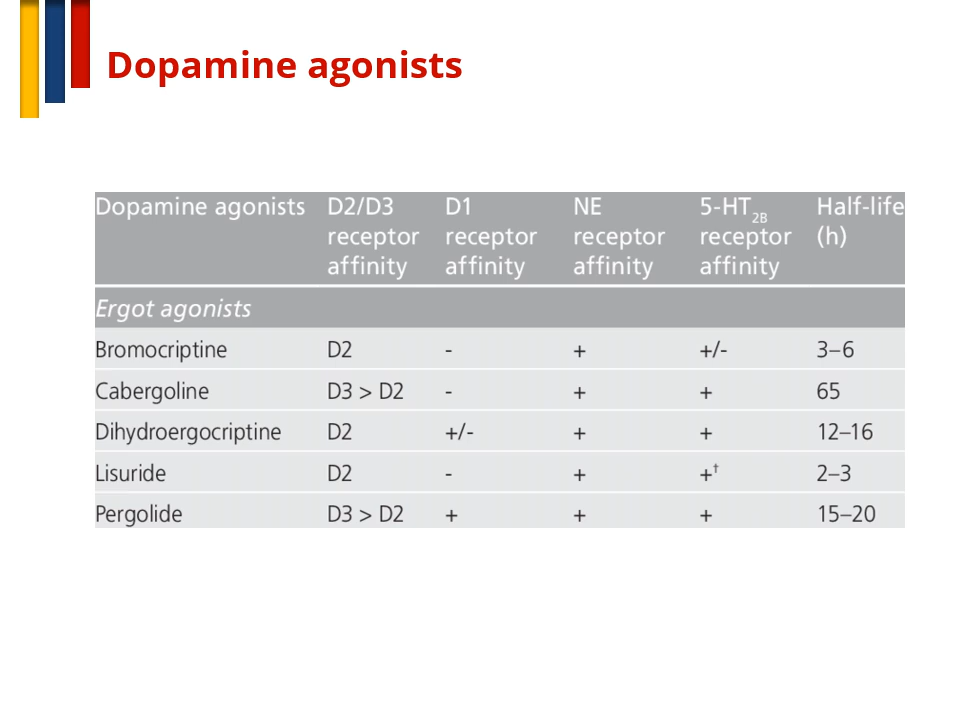 Dopamine agonists
Dopamine agonists D2/D3 receptor affinity D1 receptor affinity NE receptor affinity 5-HT2B receptor affinity Half-life (h)
Ergot agonists
Bromocriptine D2 - + +/- 3–6
Cabergoline D3 > D2 - + + 65
Dihydroergocriptine D2 +/- + + 12–16
Lisuride D2 - + +† 2–3
Pergolide D3 > D2 + + + 15–20